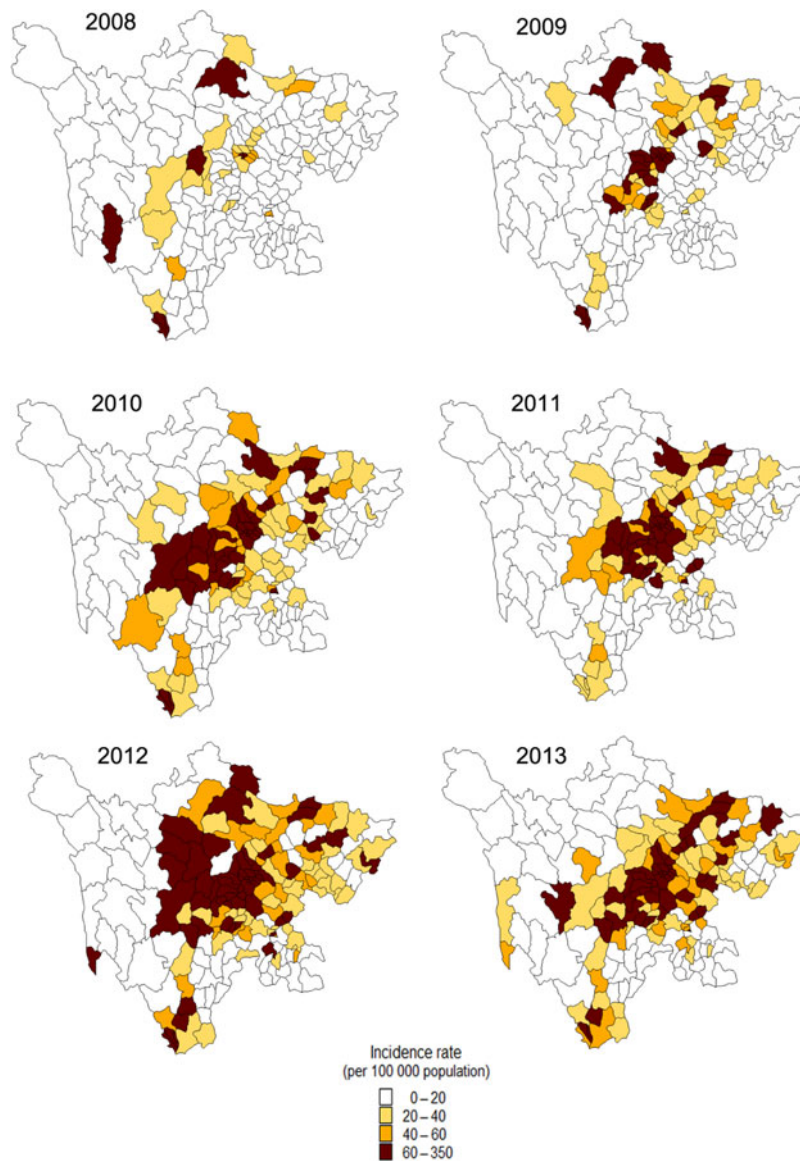 2008
2009
2010
2011
2012
2013
Incidence rate
(per 100 000 population)
0 – 20
20 – 40
40 – 60
60 – 350